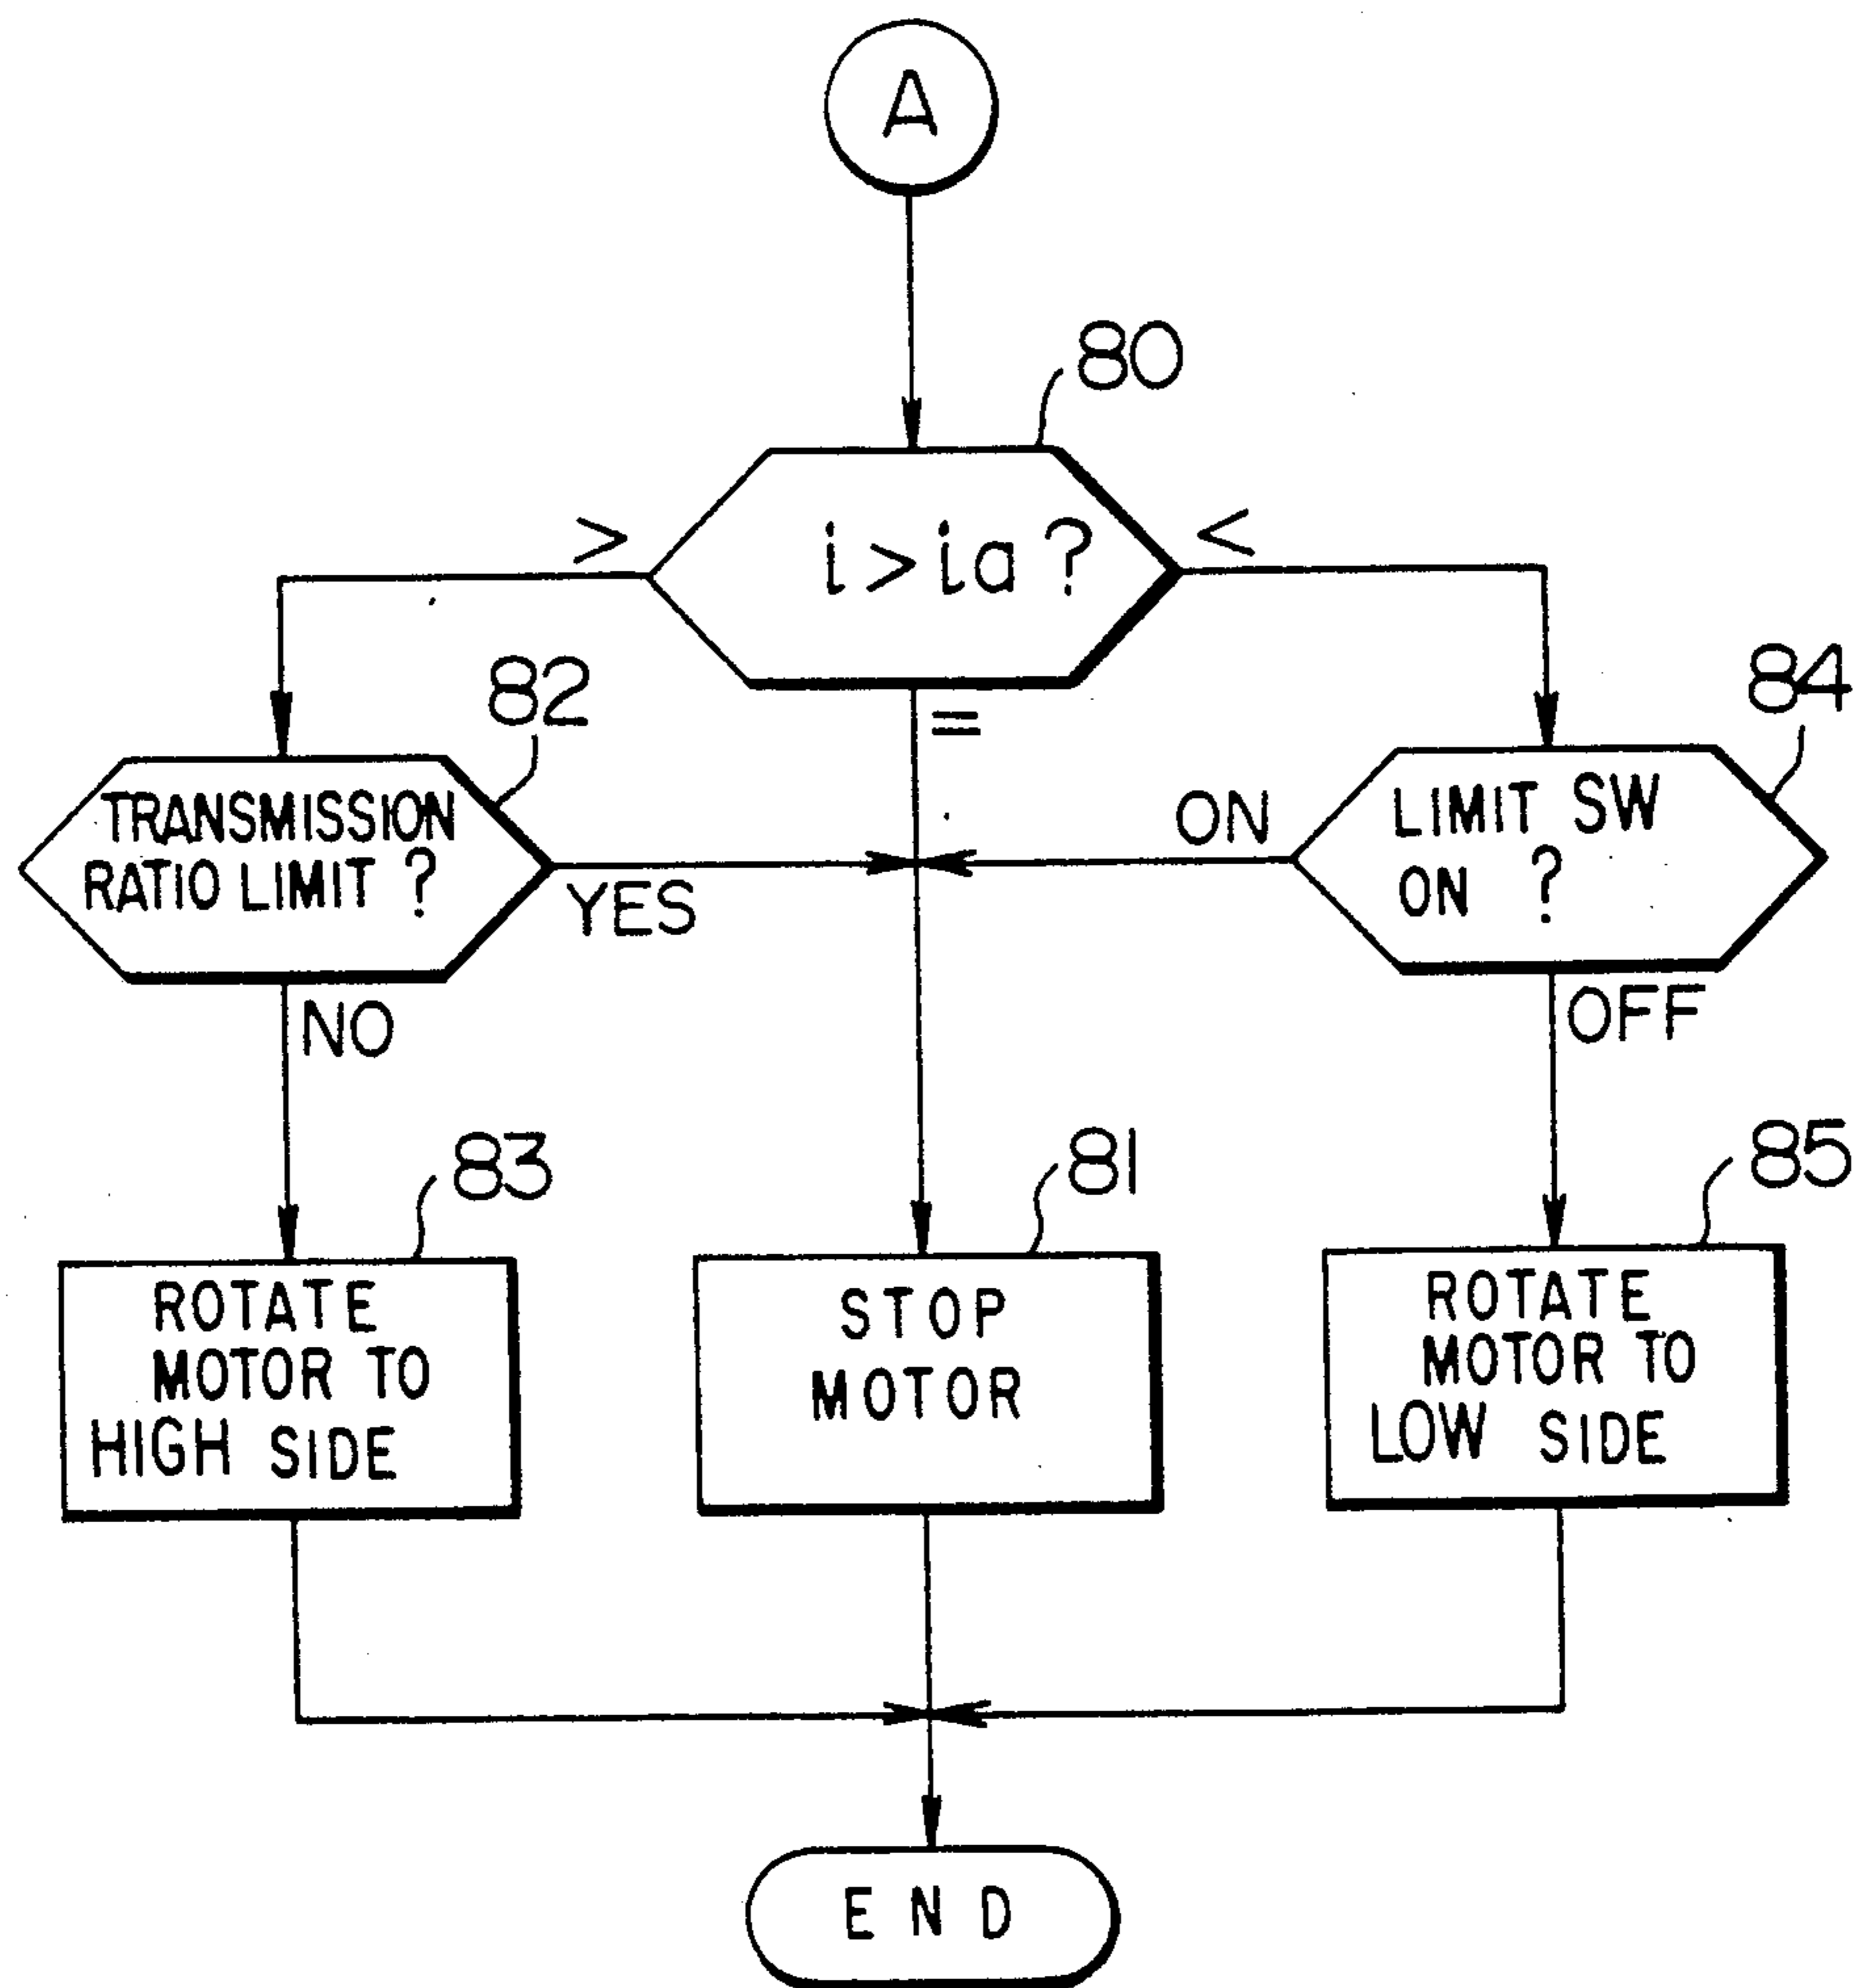 A
80
i>ia?
>
<
=
82
TRANSMISSION
RATIO LIMIT ?
YES
NO
84
LIMIT SW
ON ?
ON
OFF
83
ROTATE
MOTOR TO
HIGH SIDE
81
STOP
MOTOR
85
ROTATE
MOTOR TO
LOW SIDE
END